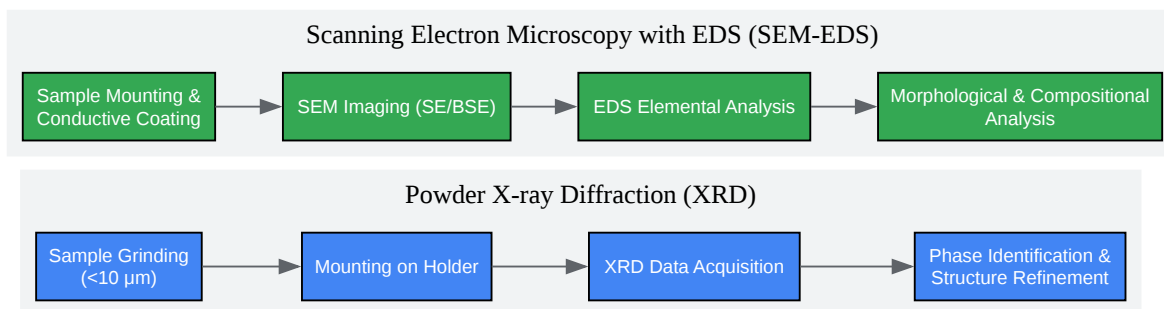 Scanning Electron Microscopy with EDS (SEM-EDS)
Sample Mounting &
Conductive Coating
SEM Imaging (SE/BSE)
EDS Elemental Analysis
Morphological & Compositional
Analysis
Powder X-ray Diffraction (XRD)
Sample Grinding
(<10 µm)
Mounting on Holder
XRD Data Acquisition
Phase Identification &
Structure Refinement